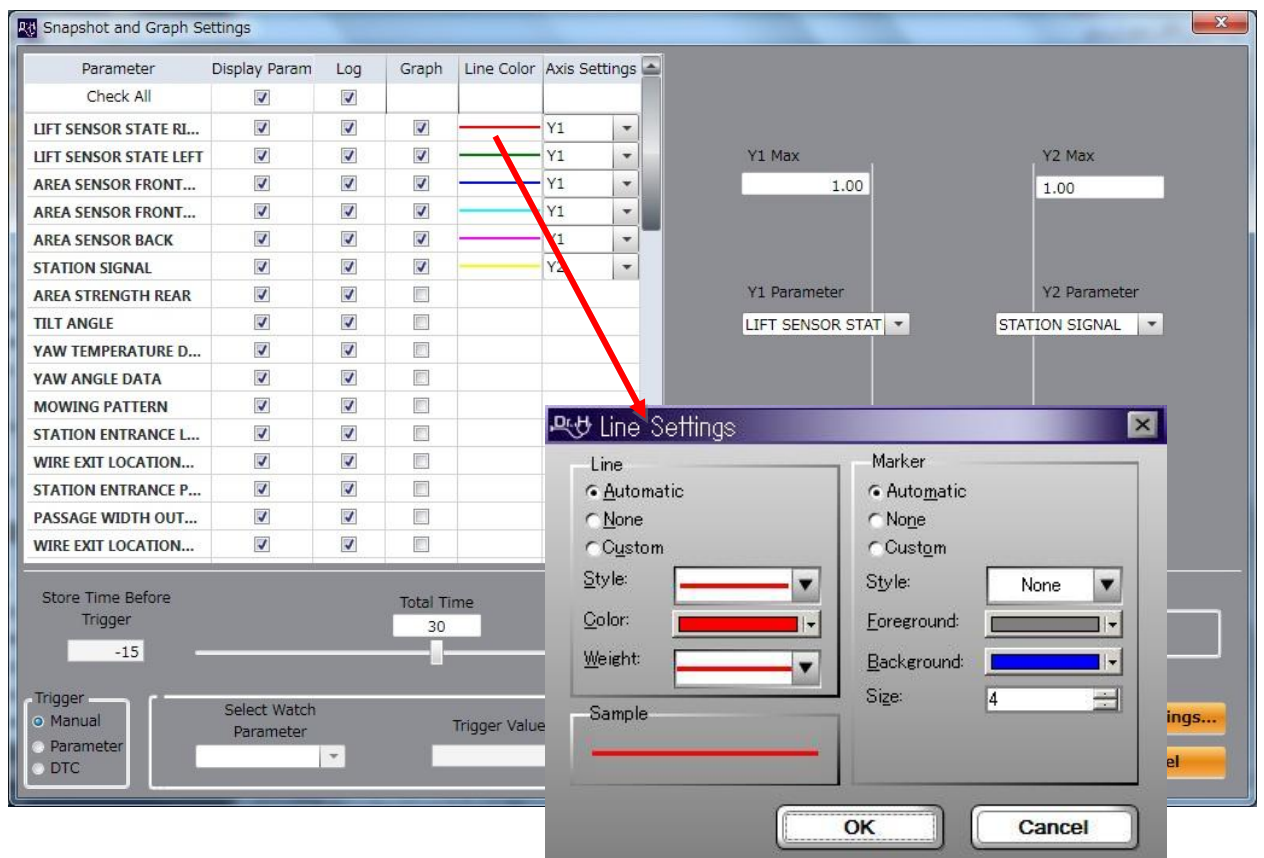 Dr.H Snapshot and Graph Settings
x
Parameter Display Param Log Graph Line Color Axis Settings
Check All
LIFT SENSOR STATE RI... Y1
LIFT SENSOR STATE LEFT Y1
AREA SENSOR FRONT... Y1
AREA SENSOR FRONT... Y1
AREA SENSOR BACK Y1
STATION SIGNAL Y2
AREA STRENGTH REAR
TILT ANGLE
YAW TEMPERATURE D...
YAW ANGLE DATA
MOWING PATTERN
STATION ENTRANCE L...
WIRE EXIT LOCATION...
STATION ENTRANCE P...
PASSAGE WIDTH OUT...
WIRE EXIT LOCATION...
Y1 Max Y2 Max
1.00 1.00
Y1 Parameter Y2 Parameter
LIFT SENSOR STAT STATION SIGNAL
Store Time Before
Trigger
-15
Total Time
30
Trigger
Manual
Parameter
DTC
Select Watch
Parameter
Trigger Value
ings...
el
Dr.H Line Settings
Line
Automatic
None
Custom
Style:
Color:
Weight:
Sample
Marker
Automatic
None
Custom
Style: None
Foreground:
Background:
Size: 4
OK Cancel